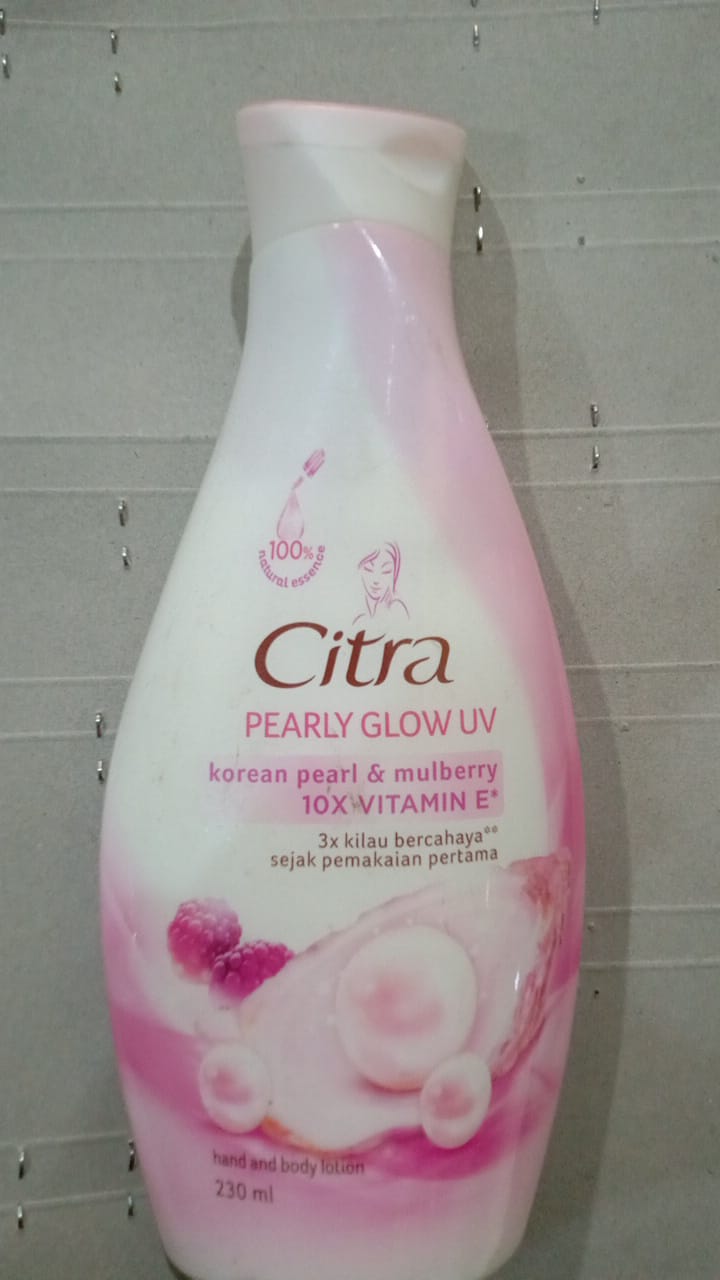 100%
natural essence
Citra
PEARLY GLOW UV
korean pearl & mulberry
10X VITAMIN E*
3x kilau bercahaya**
sejak pemakaian pertama
hand and body lotion
230 ml